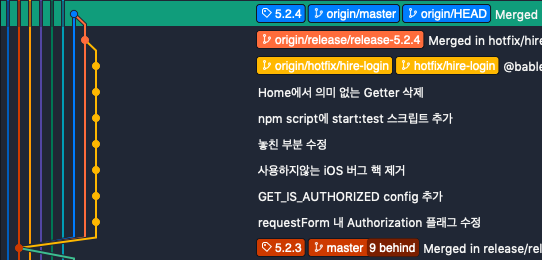 5.2.4 origin/master origin/HEAD Merged
origin/release/release-5.2.4 Merged in hotfix/hire
origin/hotfix/hire-login hotfix/hire-login @bable
Home에서 의미 없는 Getter 삭제
npm script에 start:test 스크립트 추가
놓친 부분 수정
사용하지않는 iOS 버그 핵 제거
GET_IS_AUTHORIZED config 추가
requestForm 내 Authorization 플래그 수정
5.2.3 master 9 behind Merged in release/rel